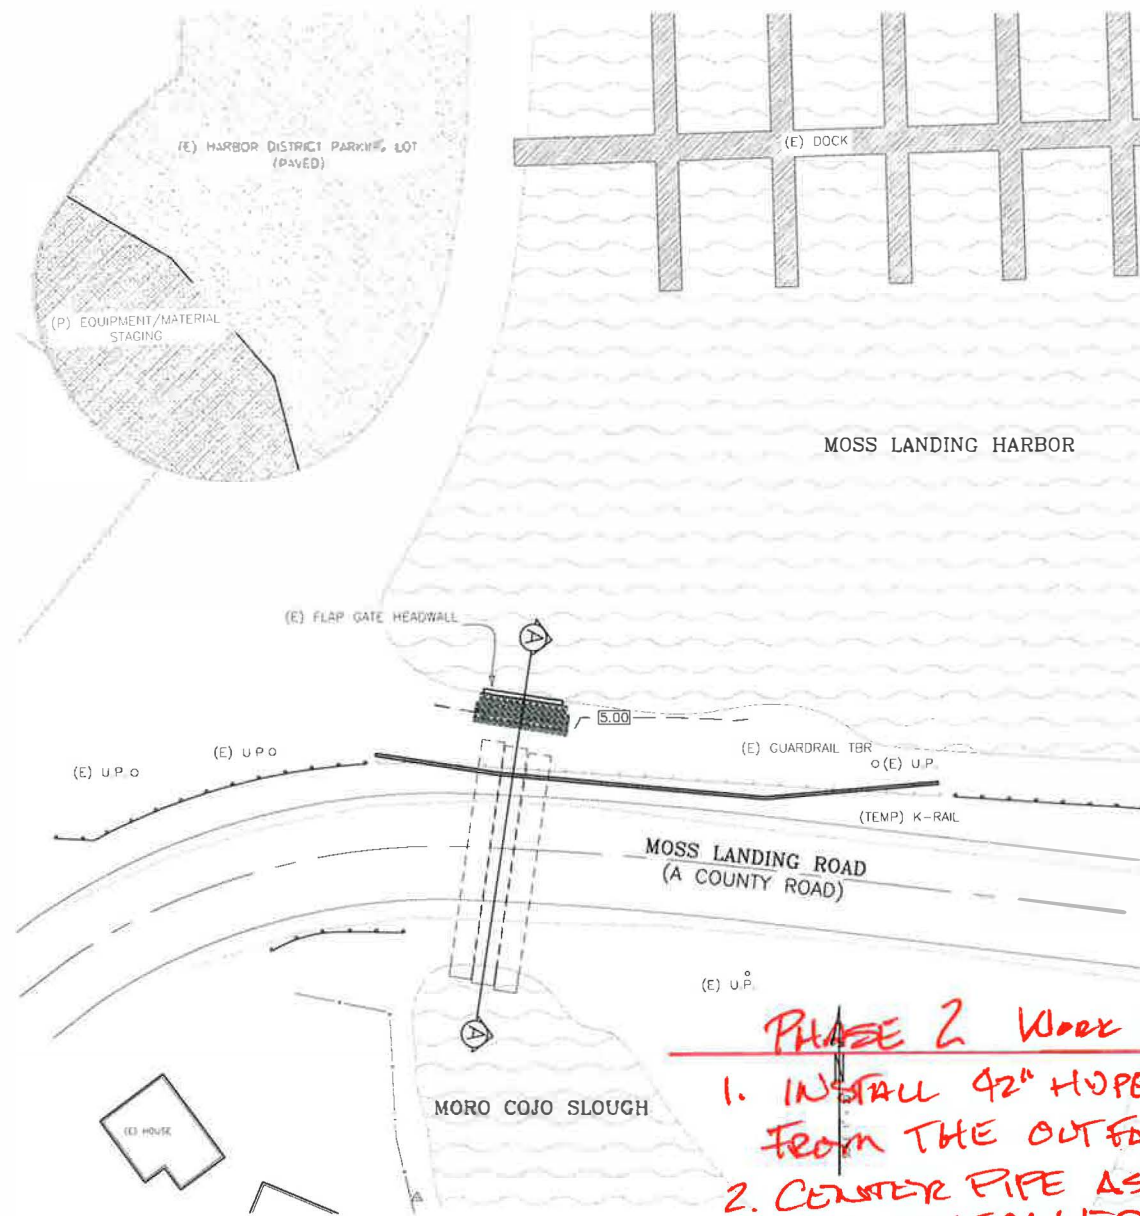 (E) HARBOR DISTRICT PARKING LOT
(PAVED)
(E) DOCK
(P) EQUIPMENT/MATERIAL
STAGING
MOSS LANDING HARBOR
(E) FLAP GATE HEADWALL
A
5.00
(E) GUARDRAIL TBR
(E) U.P.
(E) U.P.
(E) U.P.
(TEMP) K-RAIL
MOSS LANDING ROAD
(A COUNTY ROAD)
(E) U.P.
A
MORO COJO SLOUGH
(E) HOUSE
PHASE 2 Work
1. INSTALL 42" HDPE
FROM THE
2. CENTER PIPE AS